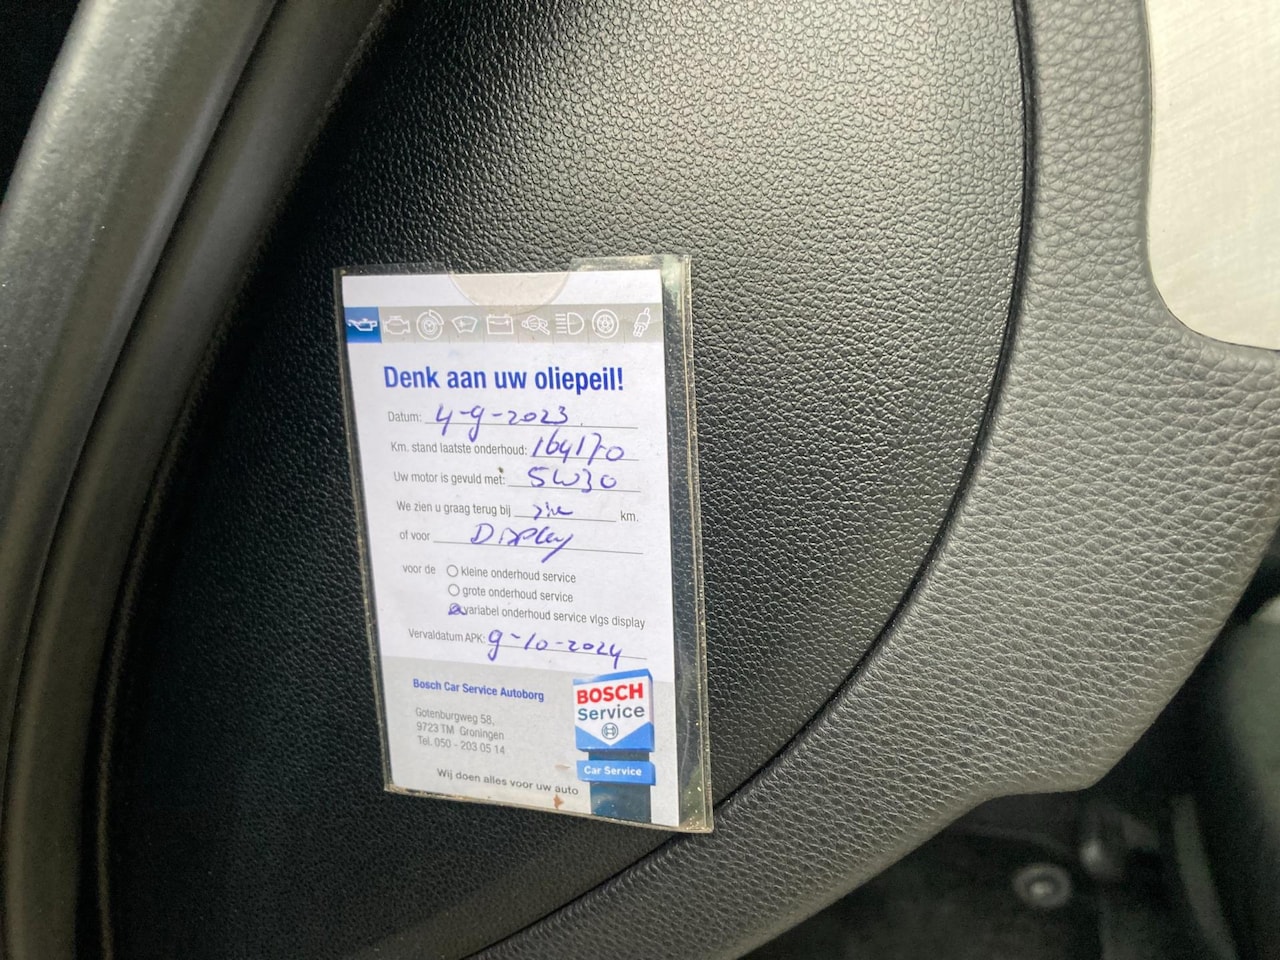 Denk aan uw oliepeil!
Datum: 4-9-2023
Km. stand laatste onderhoud: 164170
Uw motor is gevuld met: 5W30
We zien u graag terug bij zie km.
of voor Display
voor de kleine onderhoud service
grote onderhoud service
variabel onderhoud service vlgs display
Vervaldatum APK: 9-10-2024
Bosch Car Service Autoborg
Gotenburgweg 58,
9723 TM Groningen
Tel. 050 - 203 05 14
BOSCH
Service
Car Service
Wij doen alles voor uw auto